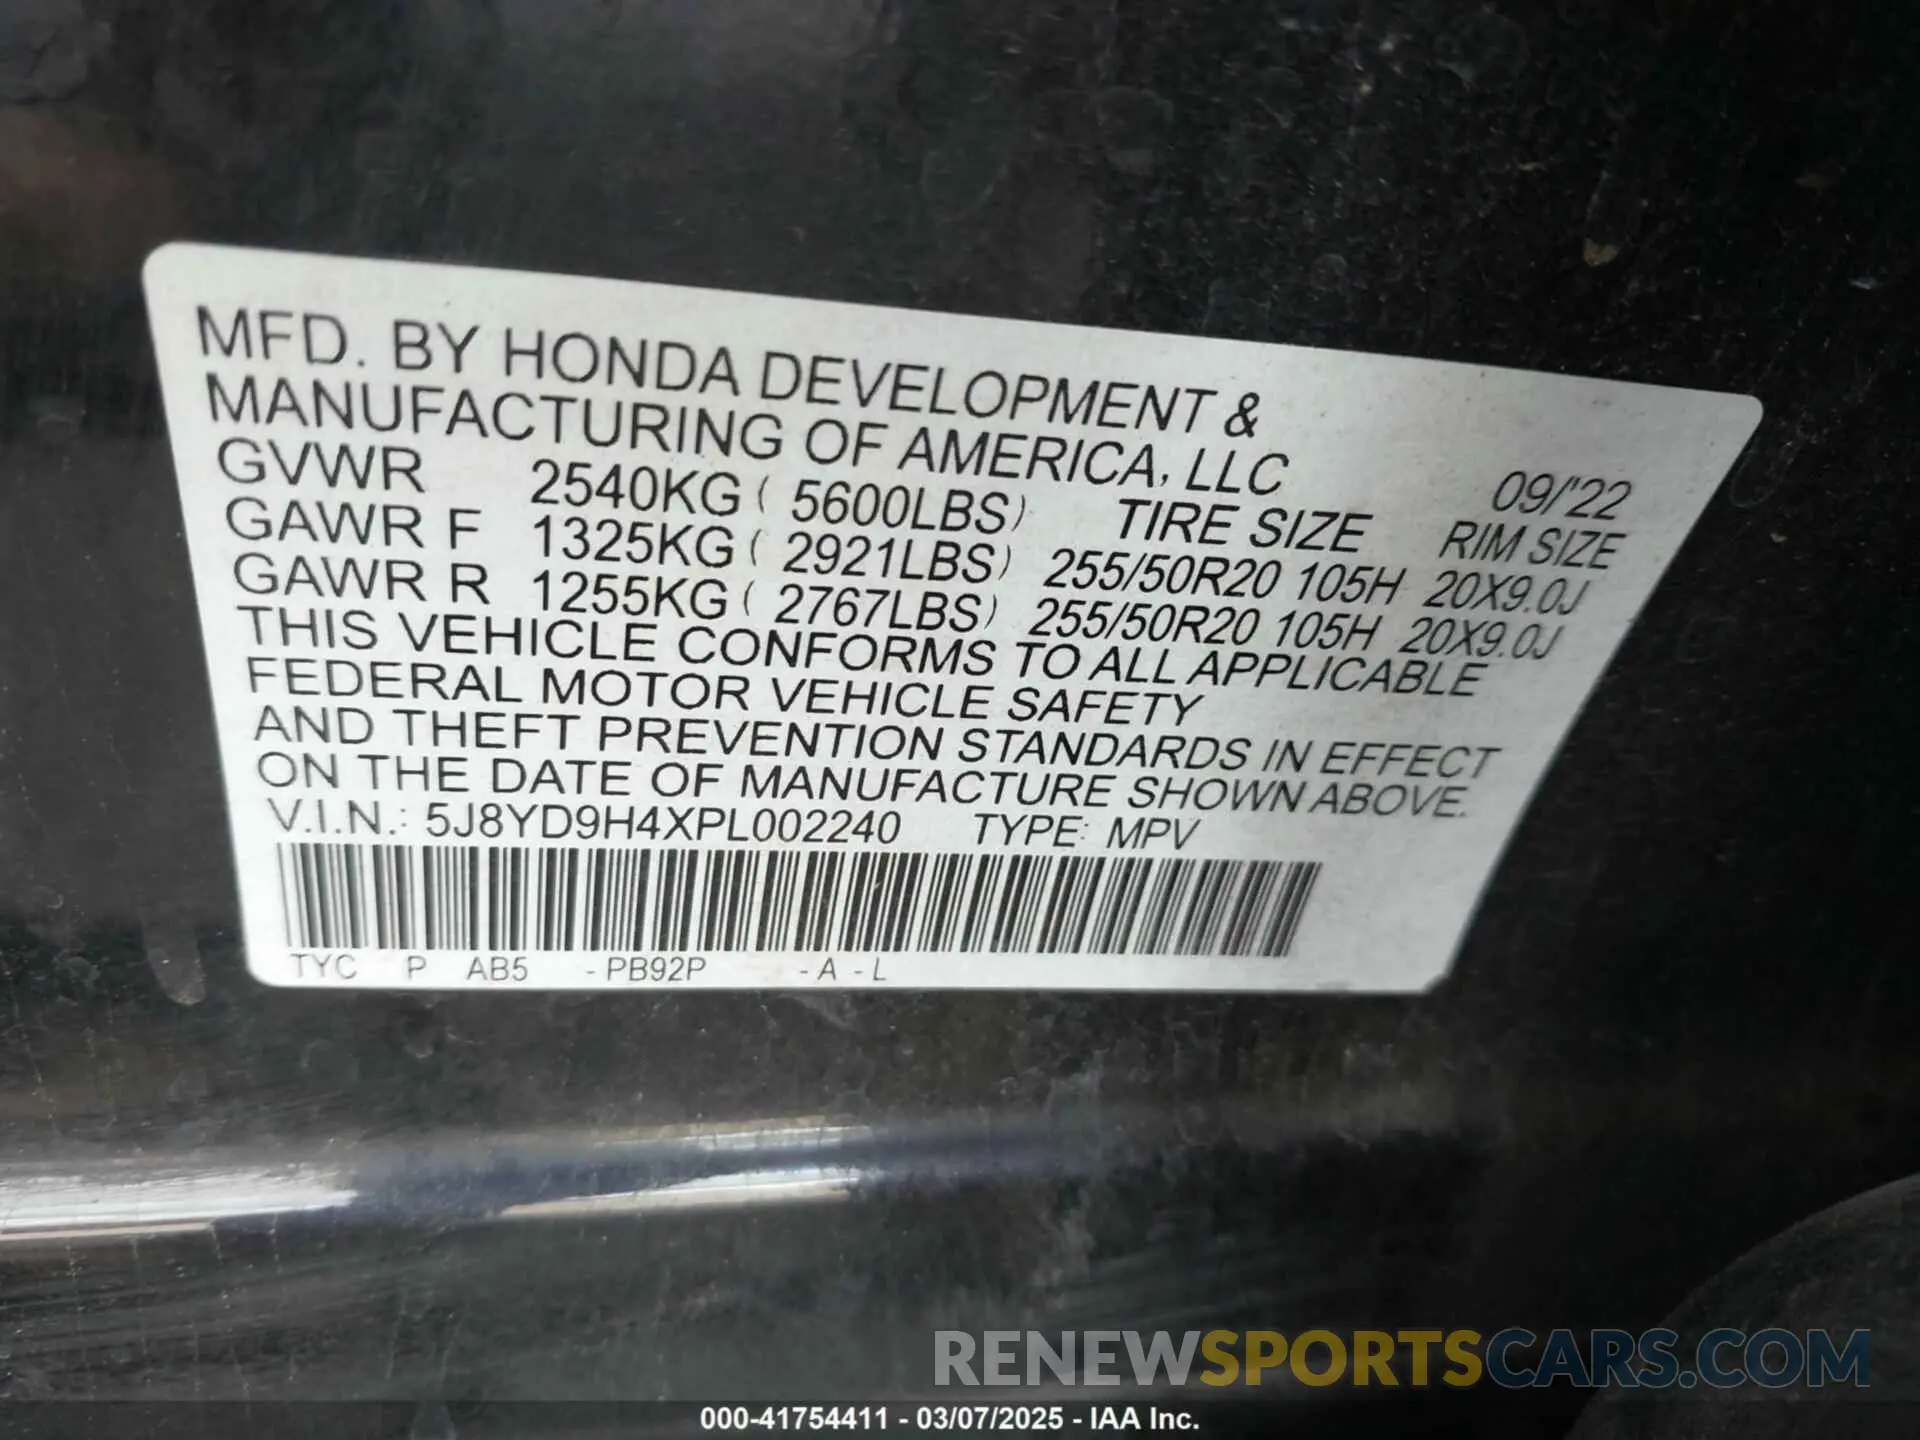 MFD. BY HONDA DEVELOPMENT &
MANUFACTURING OF AMERICA, LLC 09/'22
GVWR 2540KG ( 5600LBS) TIRE SIZE RIM SIZE
GAWR F 1325KG ( 2921LBS) 255/50R20 105H 20X9.0J
GAWR R 1255KG ( 2767LBS) 255/50R20 105H 20X9.0J
THIS VEHICLE CONFORMS TO ALL APPLICABLE
FEDERAL MOTOR VEHICLE SAFETY
AND THEFT PREVENTION STANDARDS IN EFFECT
ON THE DATE OF MANUFACTURE SHOWN ABOVE.
V.I.N.: 5J8YD9H4XPL002240 TYPE: MPV
TYC P AB5 - PB92P - A - L
RENEWSPORTSCARS.COM
000-41754411 - 03/07/2025 - IAA Inc.